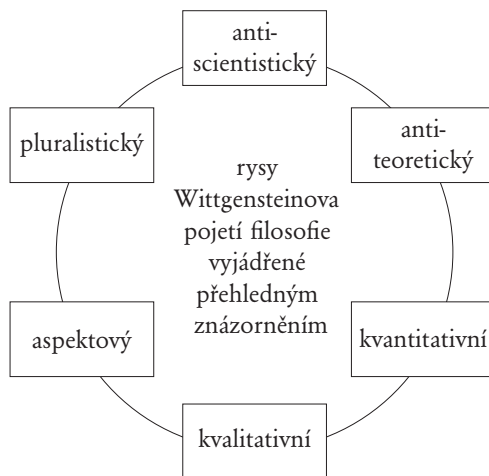 anti-
scientistický
pluralistický
anti-
teoretický
rysy
Wittgensteinova
pojetí filosofie
vyjádřené
přehledným
znázorněním
aspektový
kvantitativní
kvalitativní